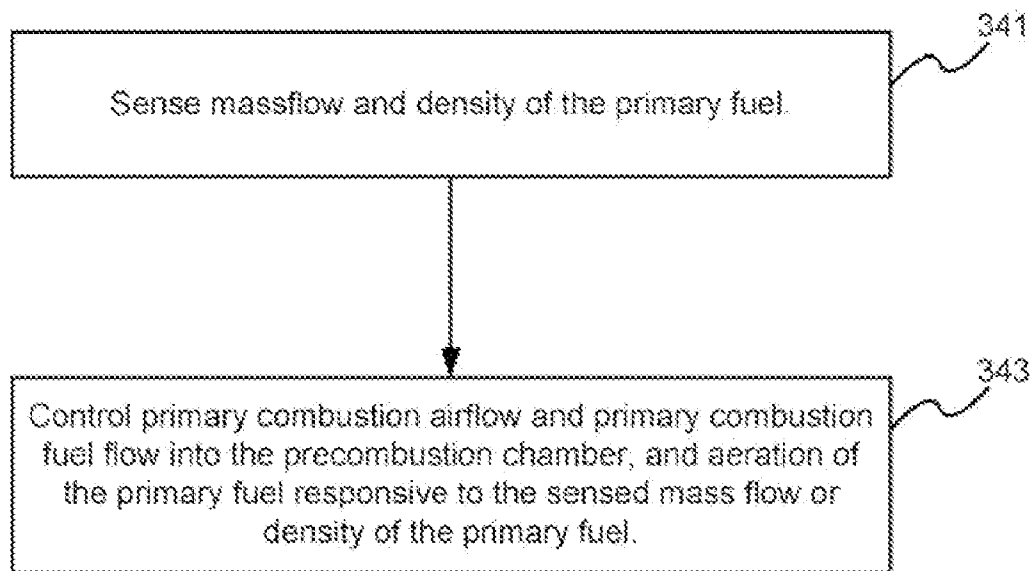 341
Sense massflow and density of the primary fuel.
343
Control primary combustion airflow and primary combustion
fuel flow into the precombustion chamber, and aeration of
the primary fuel responsive to the sensed mass flow or
density of the primary fuel.